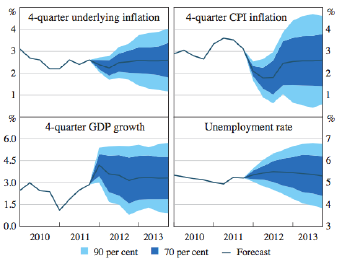 % 4-quarter underlying inflation 4-quarter CPI inflation %
4 4
3 3
2 2
1 1
% 4-quarter GDP growth Unemployment rate %
6.0 7
4.5 6
3.0 5
1.5 4
0.0 3
2010 2011 2012 2013 2010 2011 2012 2013
90 per cent 70 per cent Forecast